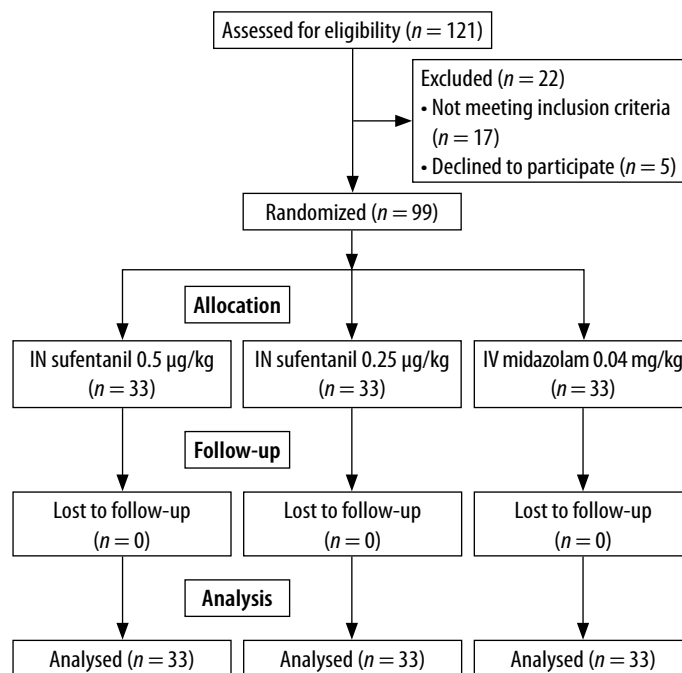 Assessed for eligibility (n = 121)
Excluded (n = 22)
• Not meeting inclusion criteria
(n = 17)
• Declined to participate (n = 5)
Randomized (n = 99)
Allocation
IN sufentanil 0.5 µg/kg
(n = 33)
IN sufentanil 0.25 µg/kg
(n = 33)
IV midazolam 0.04 mg/kg
(n = 33)
Follow-up
Lost to follow-up
(n = 0)
Lost to follow-up
(n = 0)
Lost to follow-up
(n = 0)
Analysis
Analysed (n = 33)
Analysed (n = 33)
Analysed (n = 33)